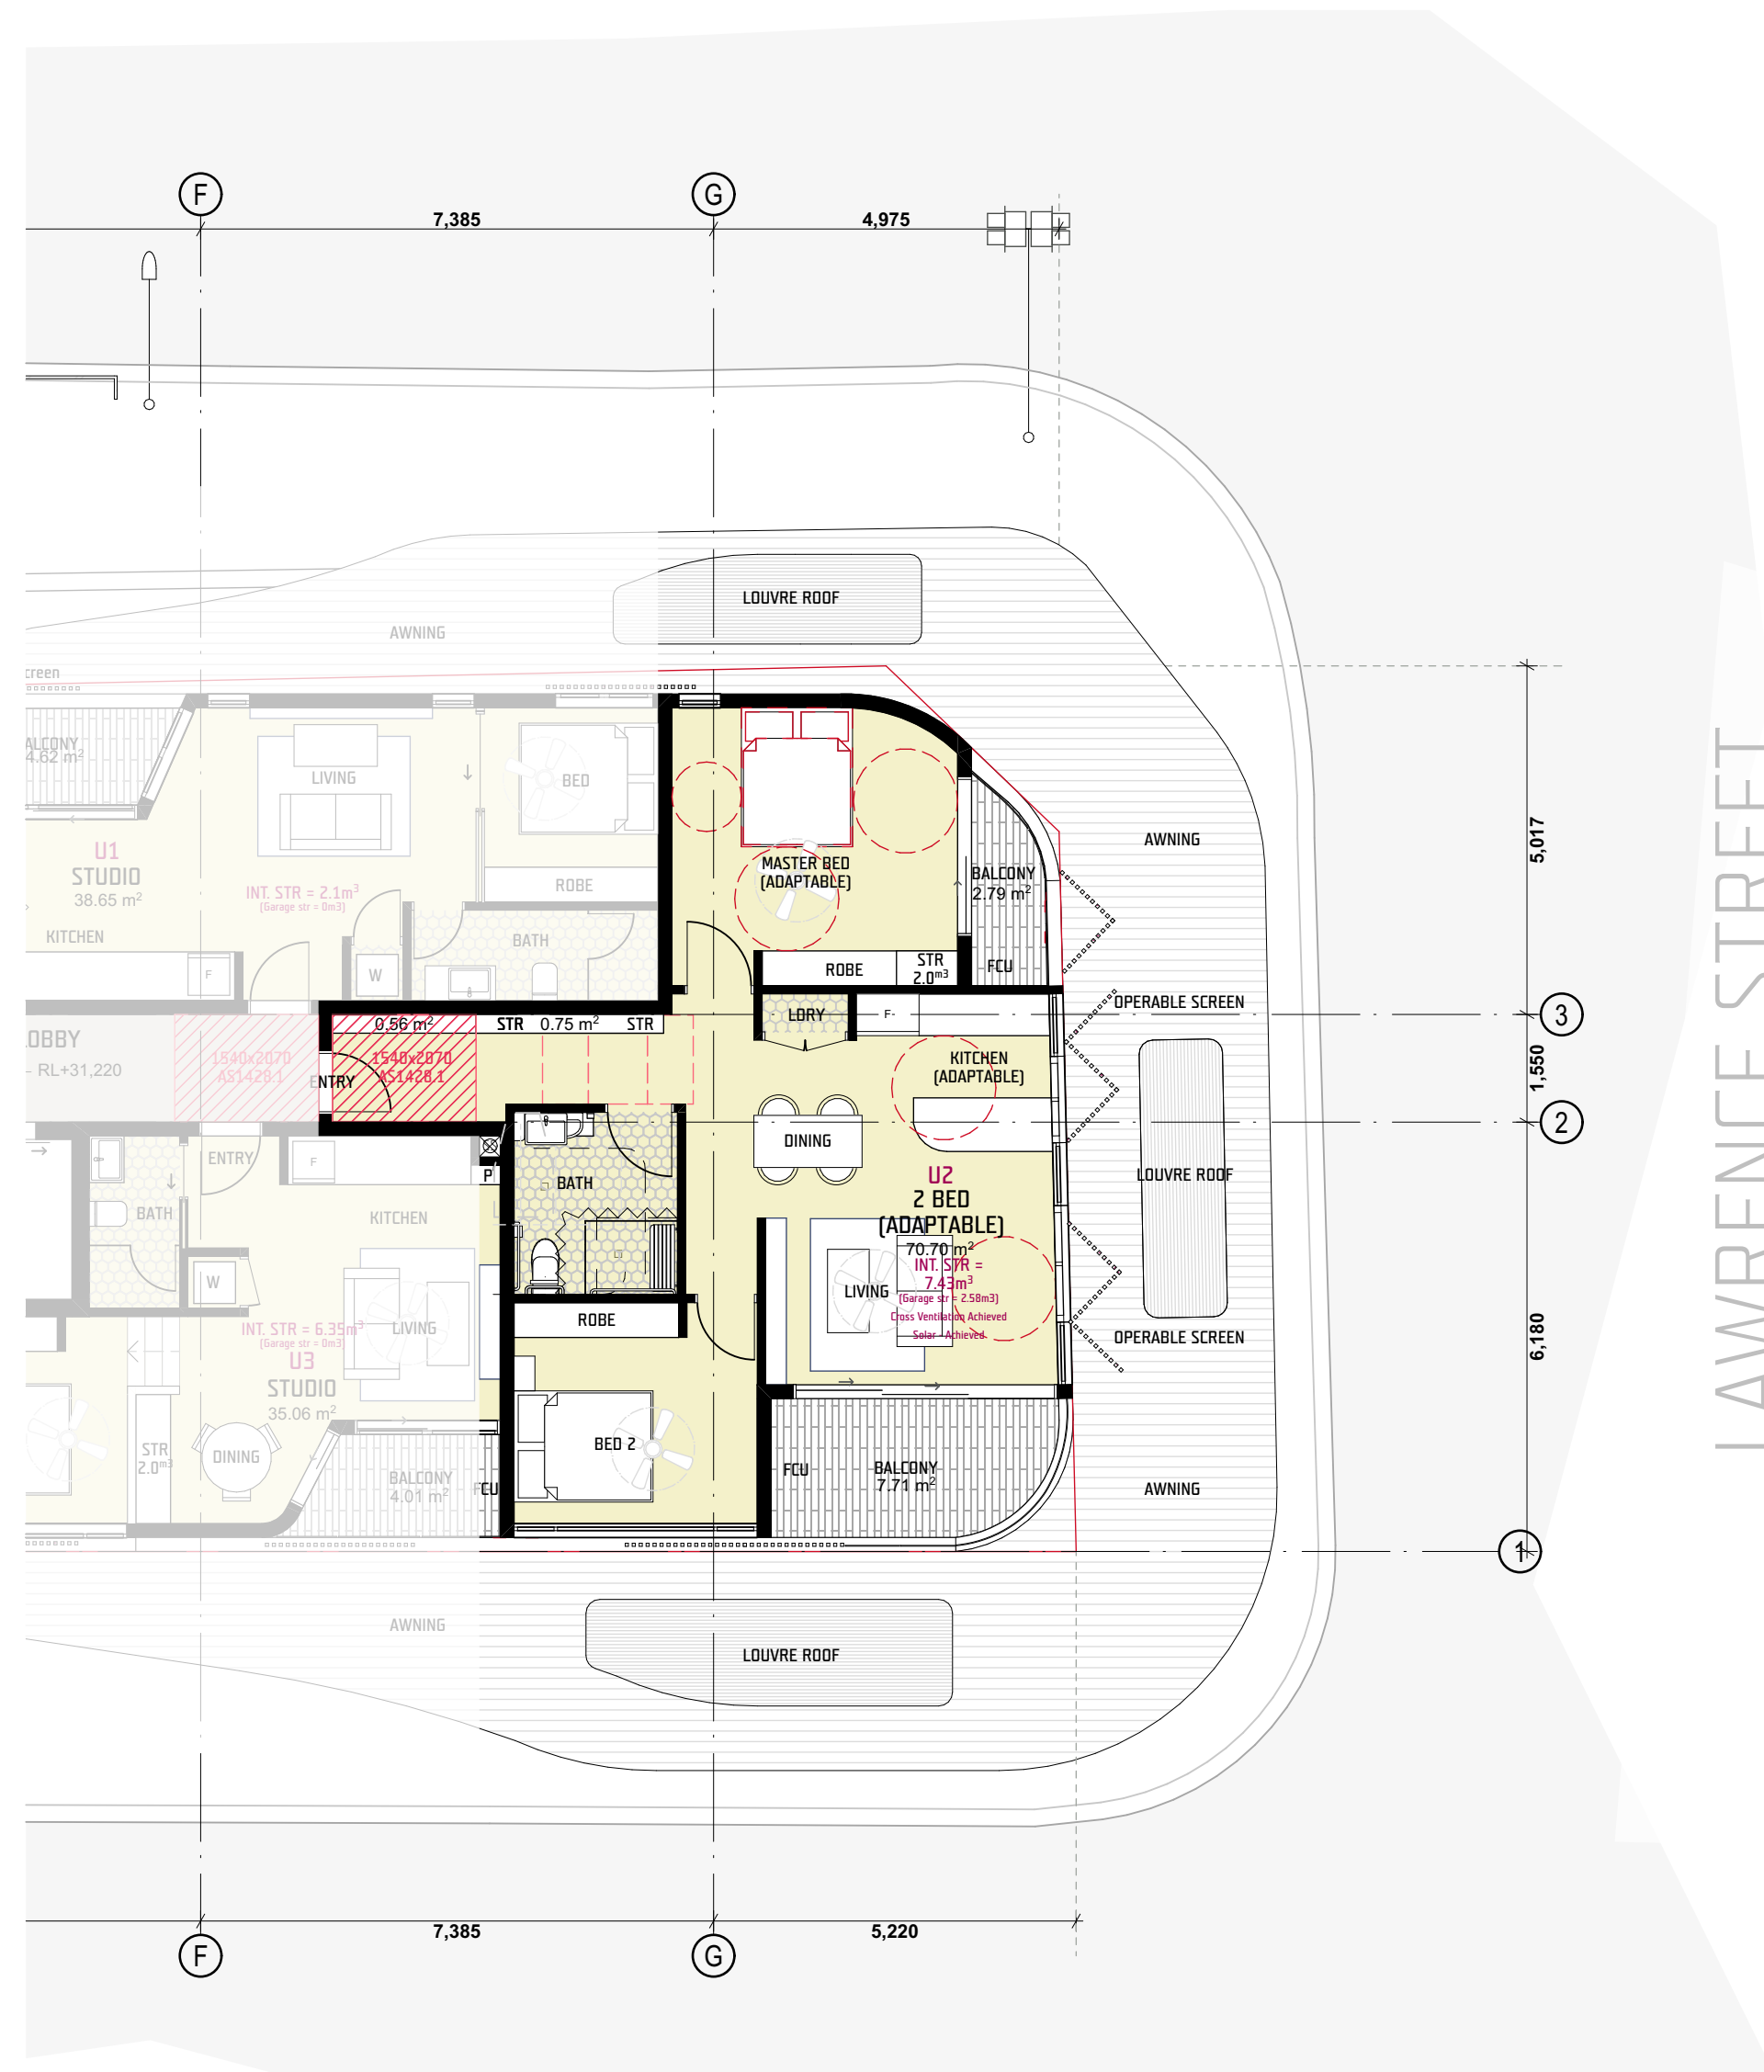 F
G
7,385
4,975
LOUVRE ROOF
AWNING
creen
ALCONY
4.62 m²
LIVING
BED
U1
STUDIO
38.65 m²
INT. STR = 2.1m³
(Garage str = 0m3)
ROBE
KITCHEN
BATH
F
W
MASTER BED
(ADAPTABLE)
BALCONY
2.79 m²
AWNING
5,017
ROBE
STR
2.0m3
FCU
OPERABLE SCREEN
3
LDRY
F
0.56 m²
STR
0.75 m²
STR
OBBY
- RL+31,220
1540x2070
AS1428.1
ENTRY
1540x2070
AS1428.1
KITCHEN
(ADAPTABLE)
1,550
2
DINING
ENTRY
F
P
BATH
BATH
KITCHEN
U2
2 BED
(ADAPTABLE)
70.70 m²
INT. STR =
7.43m³
(Garage str = 2.58m3)
Cross Ventilation Achieved
Solar - Achieved
LIVING
LOUVRE ROOF
LAWRENCE STREET
W
INT. STR = 6.35m³
(Garage str = 0m3)
LIVING
ROBE
OPERABLE SCREEN
6,180
U3
STUDIO
35.06 m²
STR
2.0m3
DINING
BALCONY
4.01 m²
FCU
BED 2
FCU
BALCONY
7.71 m²
AWNING
1
AWNING
LOUVRE ROOF
7,385
5,220
F
G